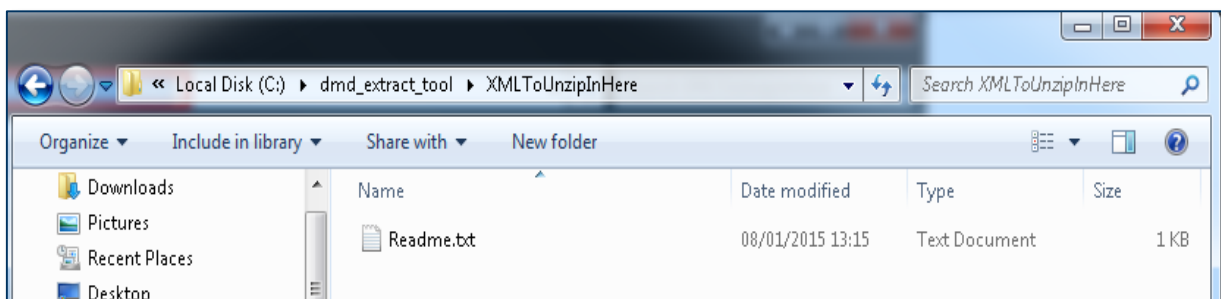 « Local Disk (C:) ▸ dmd_extract_tool ▸ XMLToUnzipInHere Search XMLToUnzipInHere
Organize Include in library Share with New folder
Downloads Name Date modified Type Size
Pictures
Readme.txt 08/01/2015 13:15 Text Document 1 KB
Recent Places
Desktop